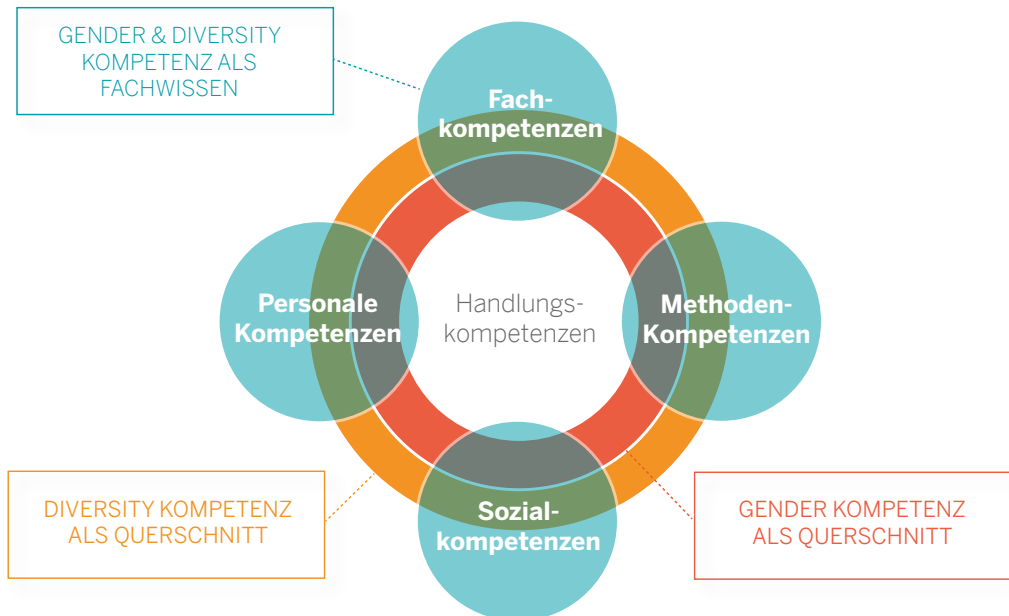 GENDER & DIVERSITY
KOMPETENZ ALS
FACHWISSEN
Fach-
kompetenzen
Personale
Kompetenzen
Handlungs-
kompetenzen
Methoden-
Kompetenzen
DIVERSITY KOMPETENZ
ALS QUERSCHNITT
Sozial-
kompetenzen
GENDER KOMPETENZ
ALS QUERSCHNITT